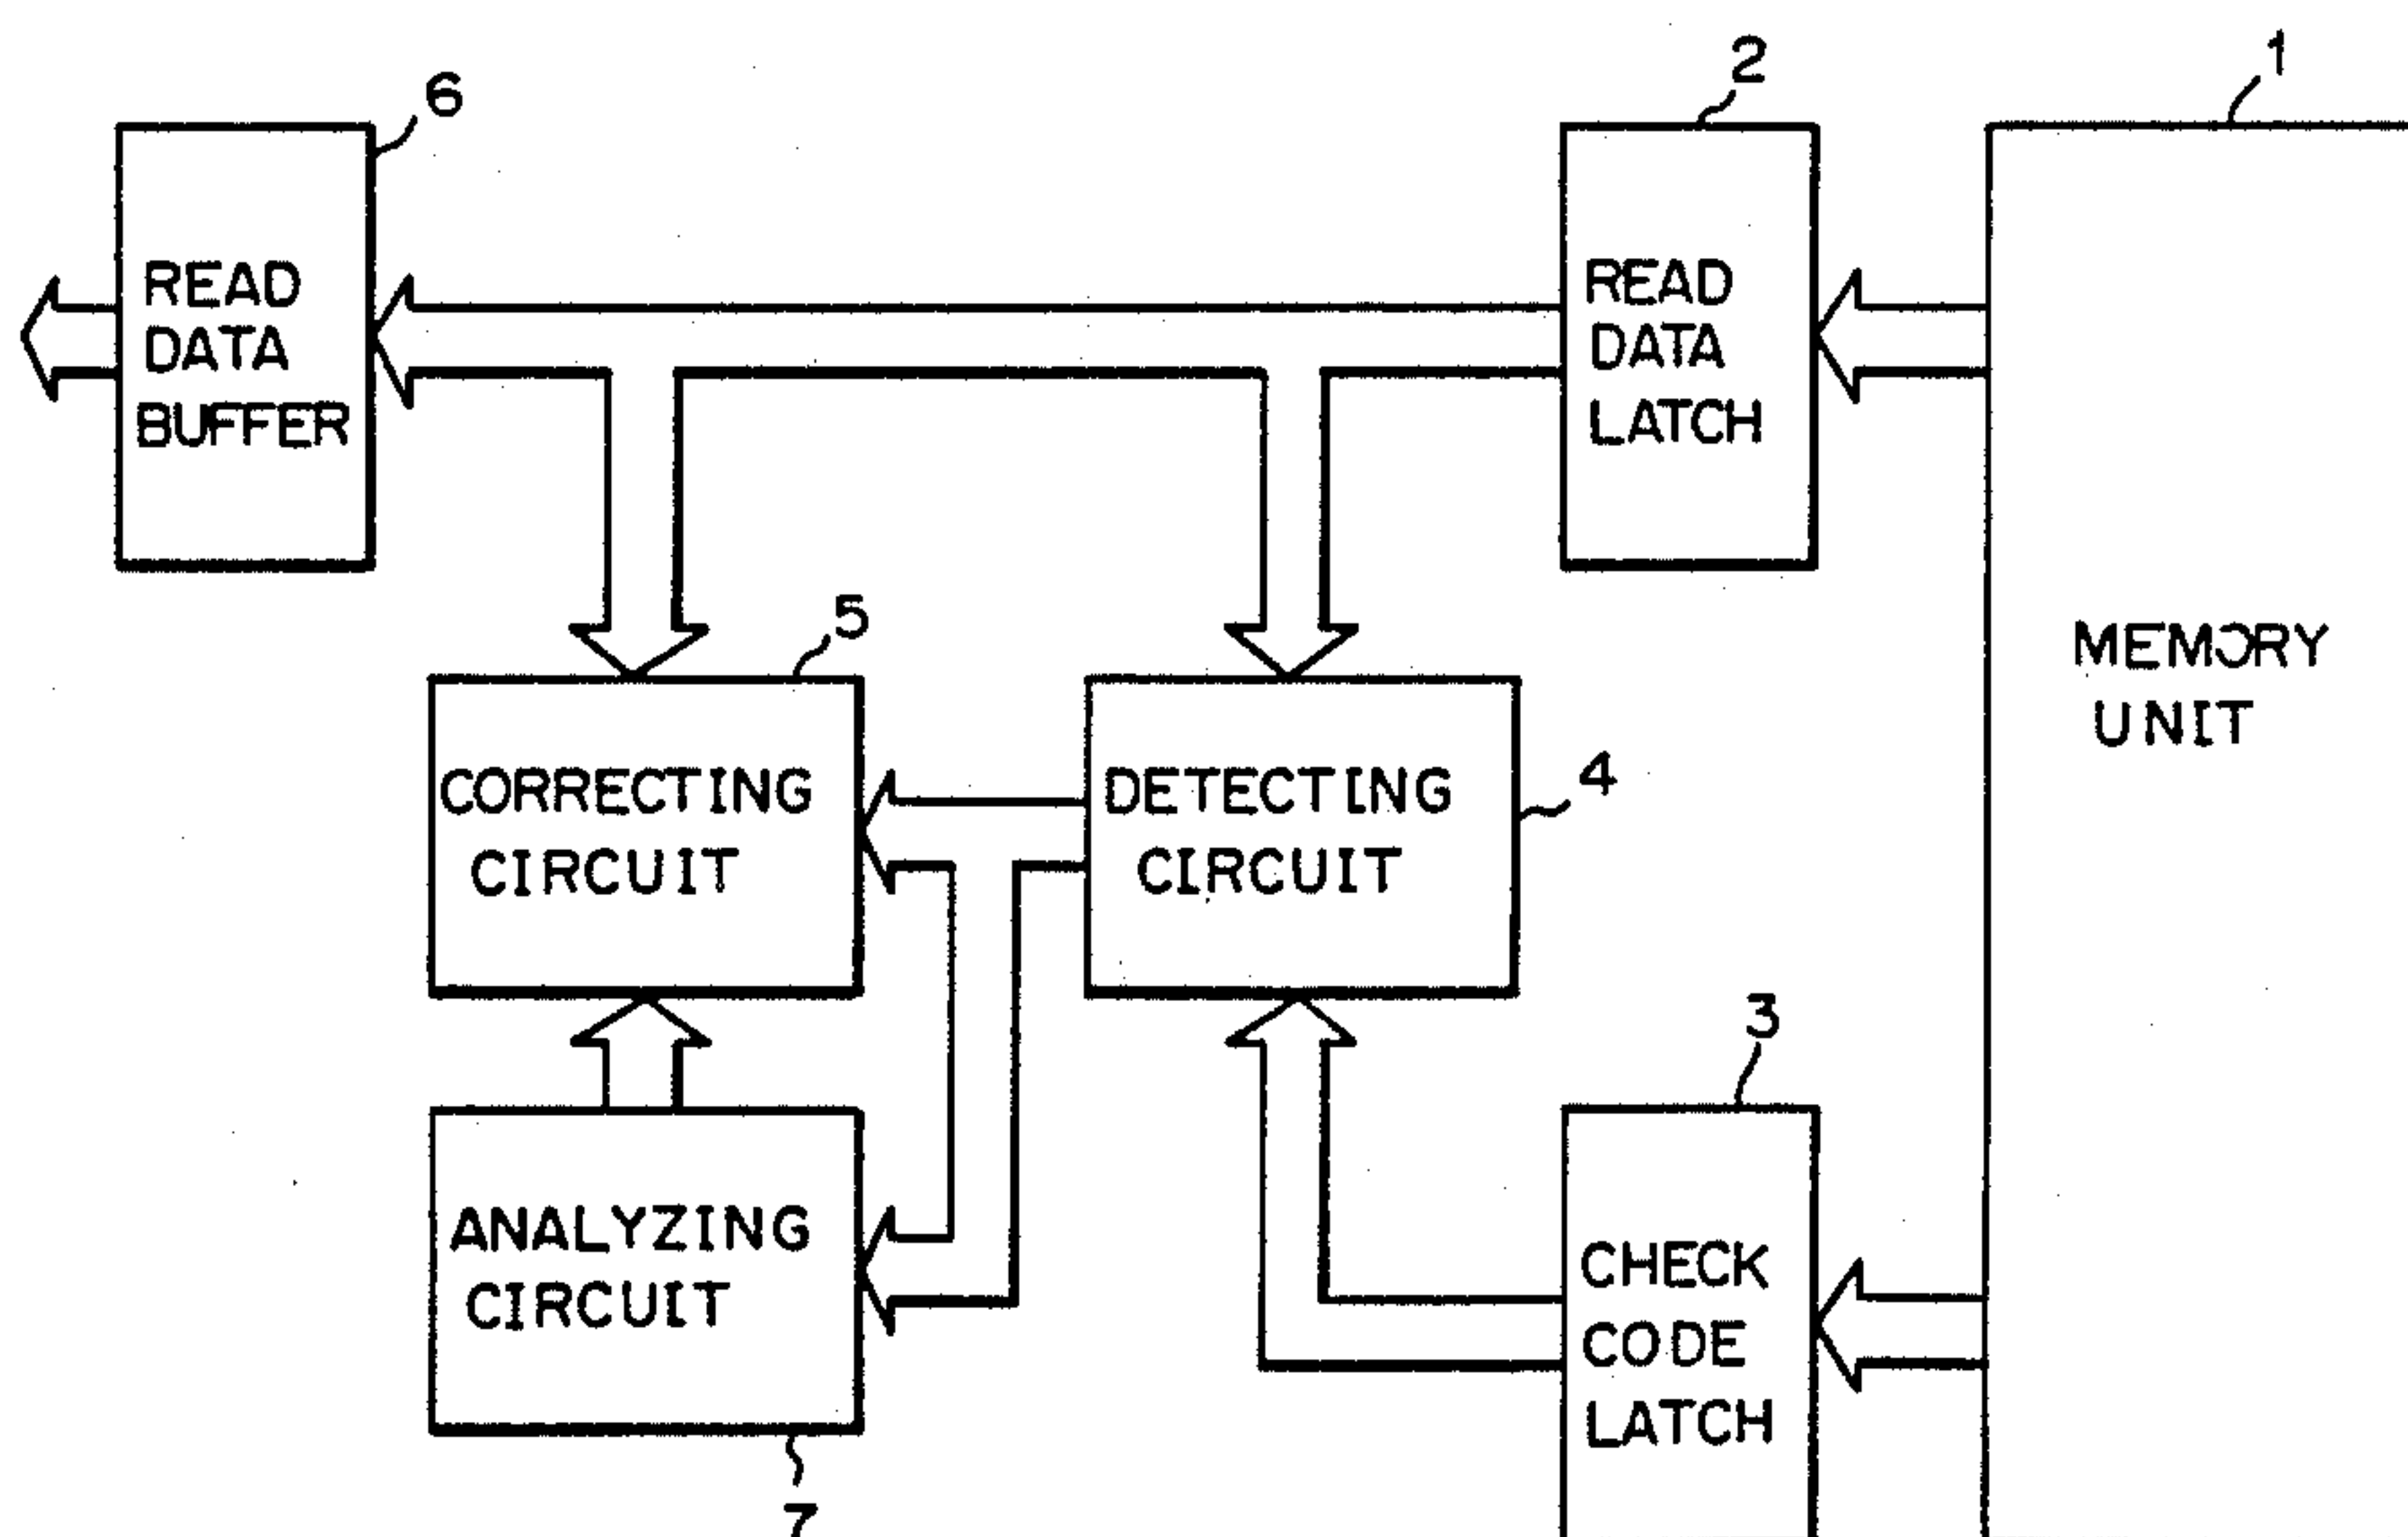 6
2
1
READ
DATA
BUFFER
READ
DATA
LATCH
MEMORY
UNIT
5
CORRECTING
CIRCUIT
DETECTING
CIRCUIT
4
3
ANALYZING
CIRCUIT
CHECK
CODE
LATCH
7